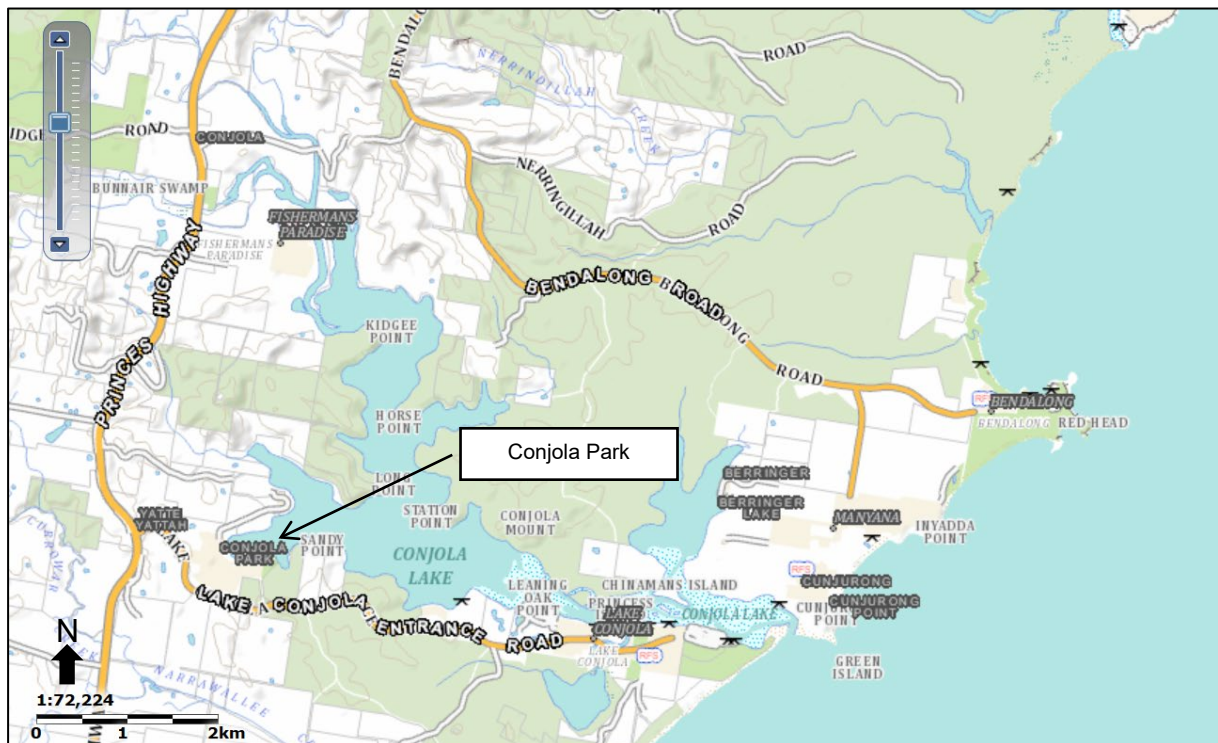 BENDALONG
ROAD
NERRINDILLAH
CREEK
ROAD
CONJOLA
BUNNAIR SWAMP
NERRINGILLAH
ROAD
FISHERMANS
PARADISE
FISHERMANS
PARADISE
PRINCES HIGHWAY
BENDALONG ROAD
ROAD
KIDGEE
POINT
HORSE
POINT
RFS
BENDALONG
BENDALONG
RED HEAD
Conjola Park
LONG
POINT
STATION
POINT
CONJOLA
MOUNT
BERRINGER
BERRINGER
LAKE
MANYANA
INYADDA
POINT
YATTE
YATTAH
CONJOLA
PARK
SANDY
POINT
CONJOLA
LAKE
LEANING
OAK
POINT
CHINAMANS ISLAND
PRINCESS
LAKE
CONJOLA
LAKE
CONJOLA
CONJOLA LAKE
RFS
CUNJURONG
CUNJURONG
POINT
POINT
GREEN
ISLAND
LAKE
LAKE CONJOLA
ENTRANCE ROAD
RFS
NARRAWALLEE
N
1:72,224
0 1 2km